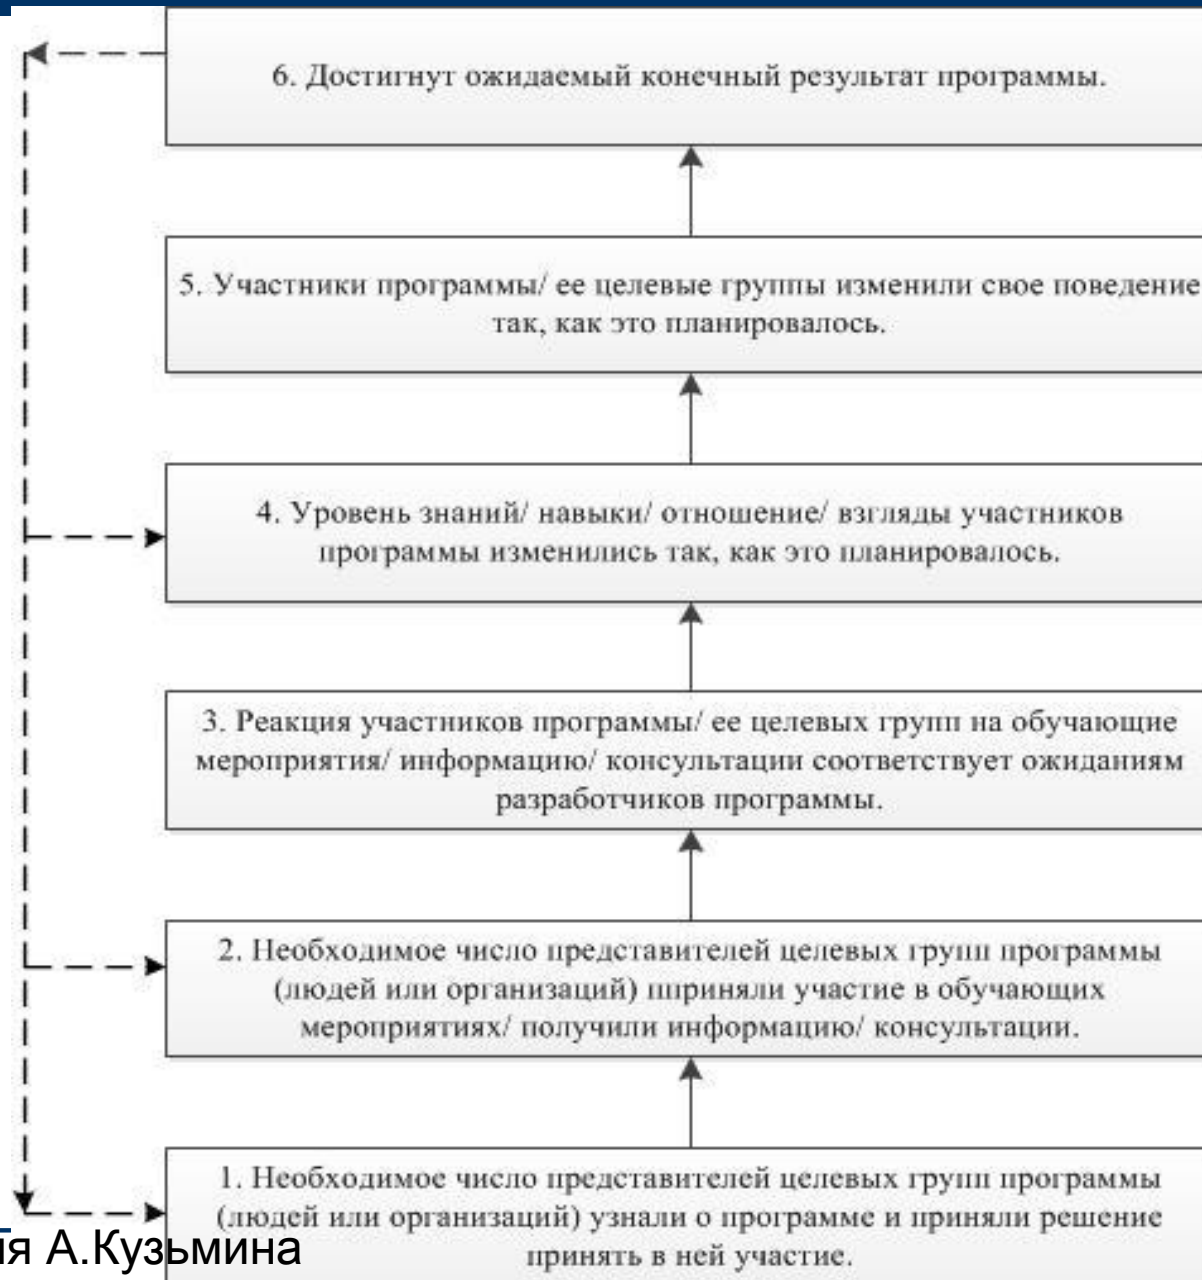 6. Достигнут ожидаемый конечный результат программы.
5. Участники программы/ ее целевые группы изменили свое поведение
так, как это планировалось.
4. Уровень знаний/ навыки/ отношение/ взгляды участников
программы изменились так, как это планировалось.
3. Реакция участников программы/ ее целевых групп на обучающие
мероприятия/ информацию/ консультации соответствует ожиданиям
разработчиков программы.
2. Необходимое число представителей целевых групп программы
(людей или организаций) пприняли участие в обучающих
мероприятиях/ получили информацию/ консультации.
1. Необходимое число представителей целевых групп программы
(людей или организаций) узнали о программе и приняли решение
принять в ней участие.
А.Кузьмина